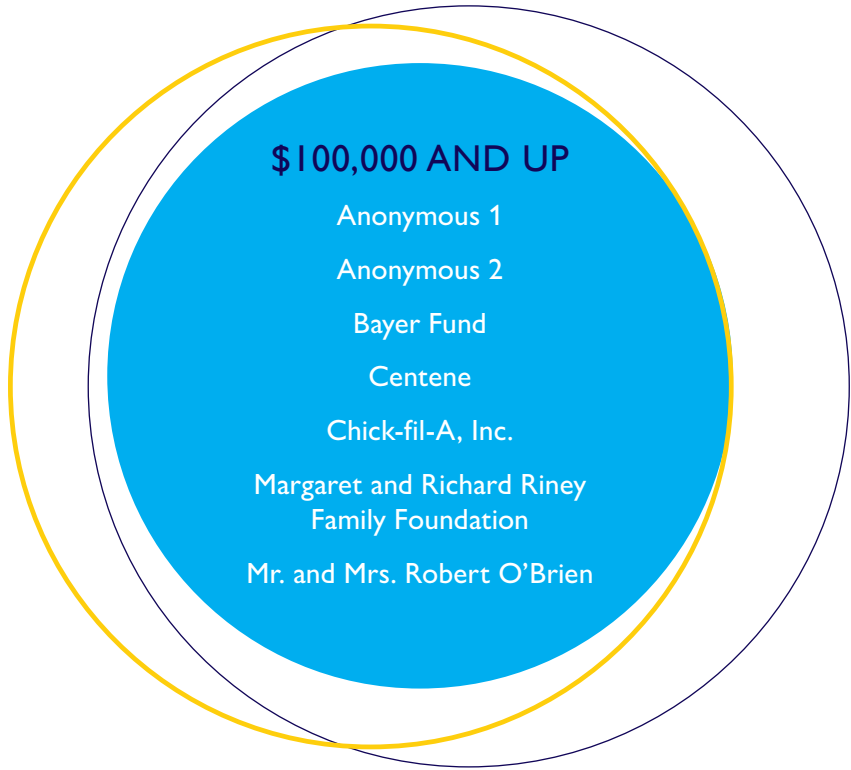 $100,000 AND UP
Anonymous 1
Anonymous 2
Bayer Fund
Centene
Chick-fil-A, Inc.
Margaret and Richard Riney
Family Foundation
Mr. and Mrs. Robert O’Brien